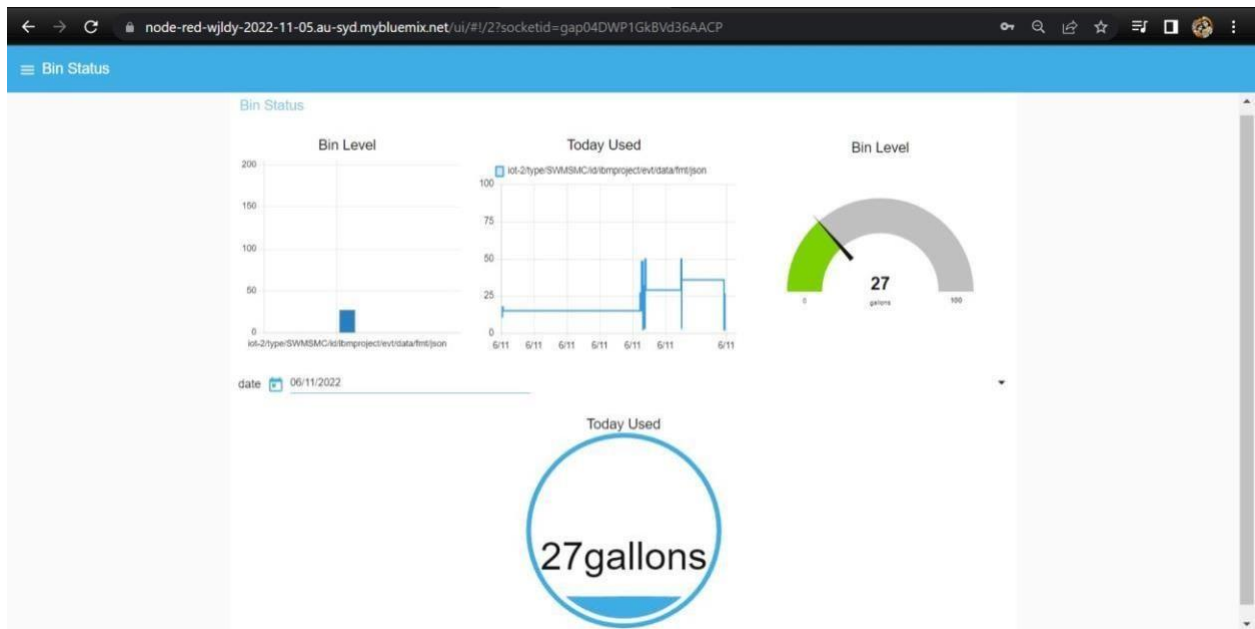 node-red-wjldy-2022-11-05.au-syd.mybluemix.net/ui/#!/2?socketid=gap04DWP1GkBVd36AACP
Bin Status
Bin Status
Bin Level
200
150
100
50
0
iot-2/type/SWMSMC/id/ibmproject/evt/data/fmt/json
Today Used
iot-2/type/SWMSMC/id/ibmproject/evt/data/fmt/json
100
75
50
25
0
6/11 6/11 6/11 6/11 6/11 6/11 6/11
Bin Level
27
gallons
0 100
date 06/11/2022
Today Used
27gallons